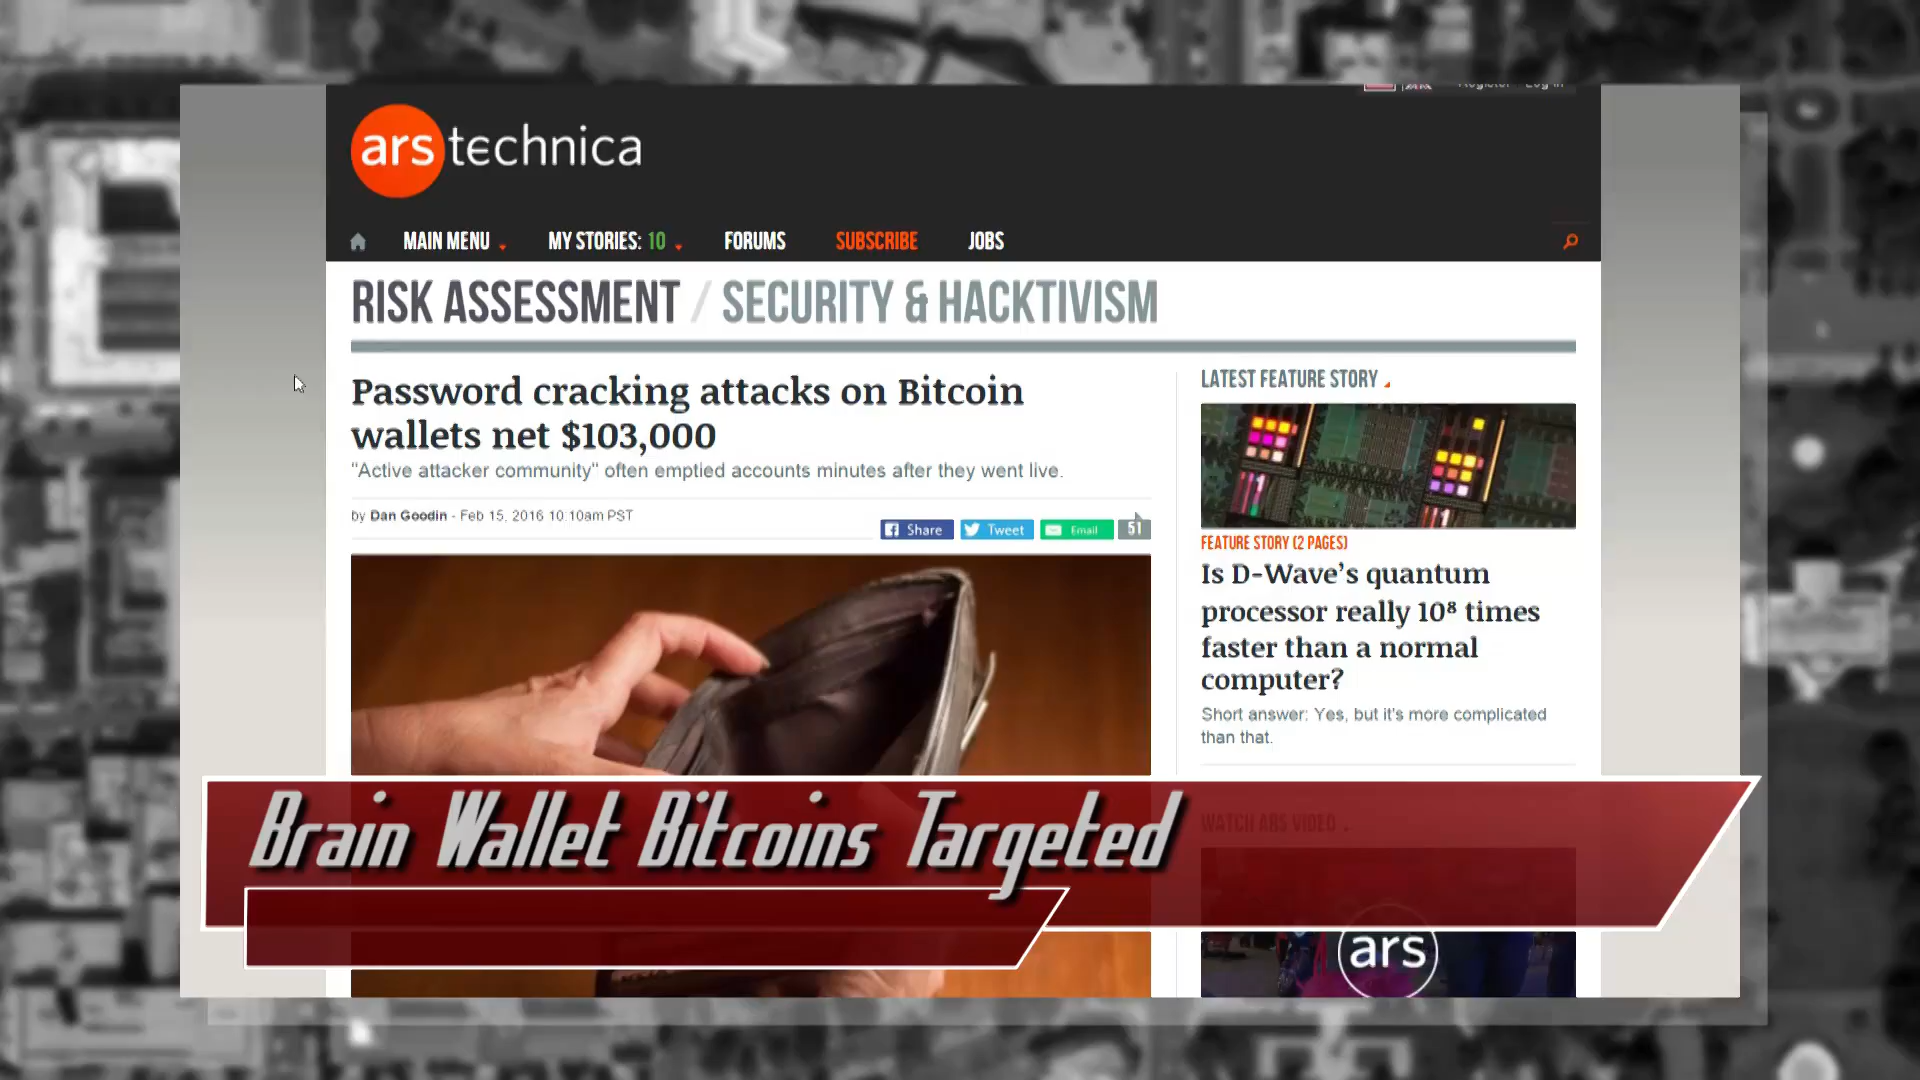 Register Log in
ars technica
MAIN MENU MY STORIES: 10 FORUMS SUBSCRIBE JOBS
RISK ASSESSMENT / SECURITY & HACKTIVISM
Password cracking attacks on Bitcoin
wallets net $103,000
"Active attacker community" often emptied accounts minutes after they went live.
by Dan Goodin - Feb 15, 2016 10:10am PST
Share Tweet Email 51
LATEST FEATURE STORY
FEATURE STORY (2 PAGES)
Is D-Wave’s quantum
processor really 10⁸ times
faster than a normal
computer?
Short answer: Yes, but it's more complicated
than that.
WATCH ARS VIDEO
ars
Brain Wallet Bitcoins Targeted